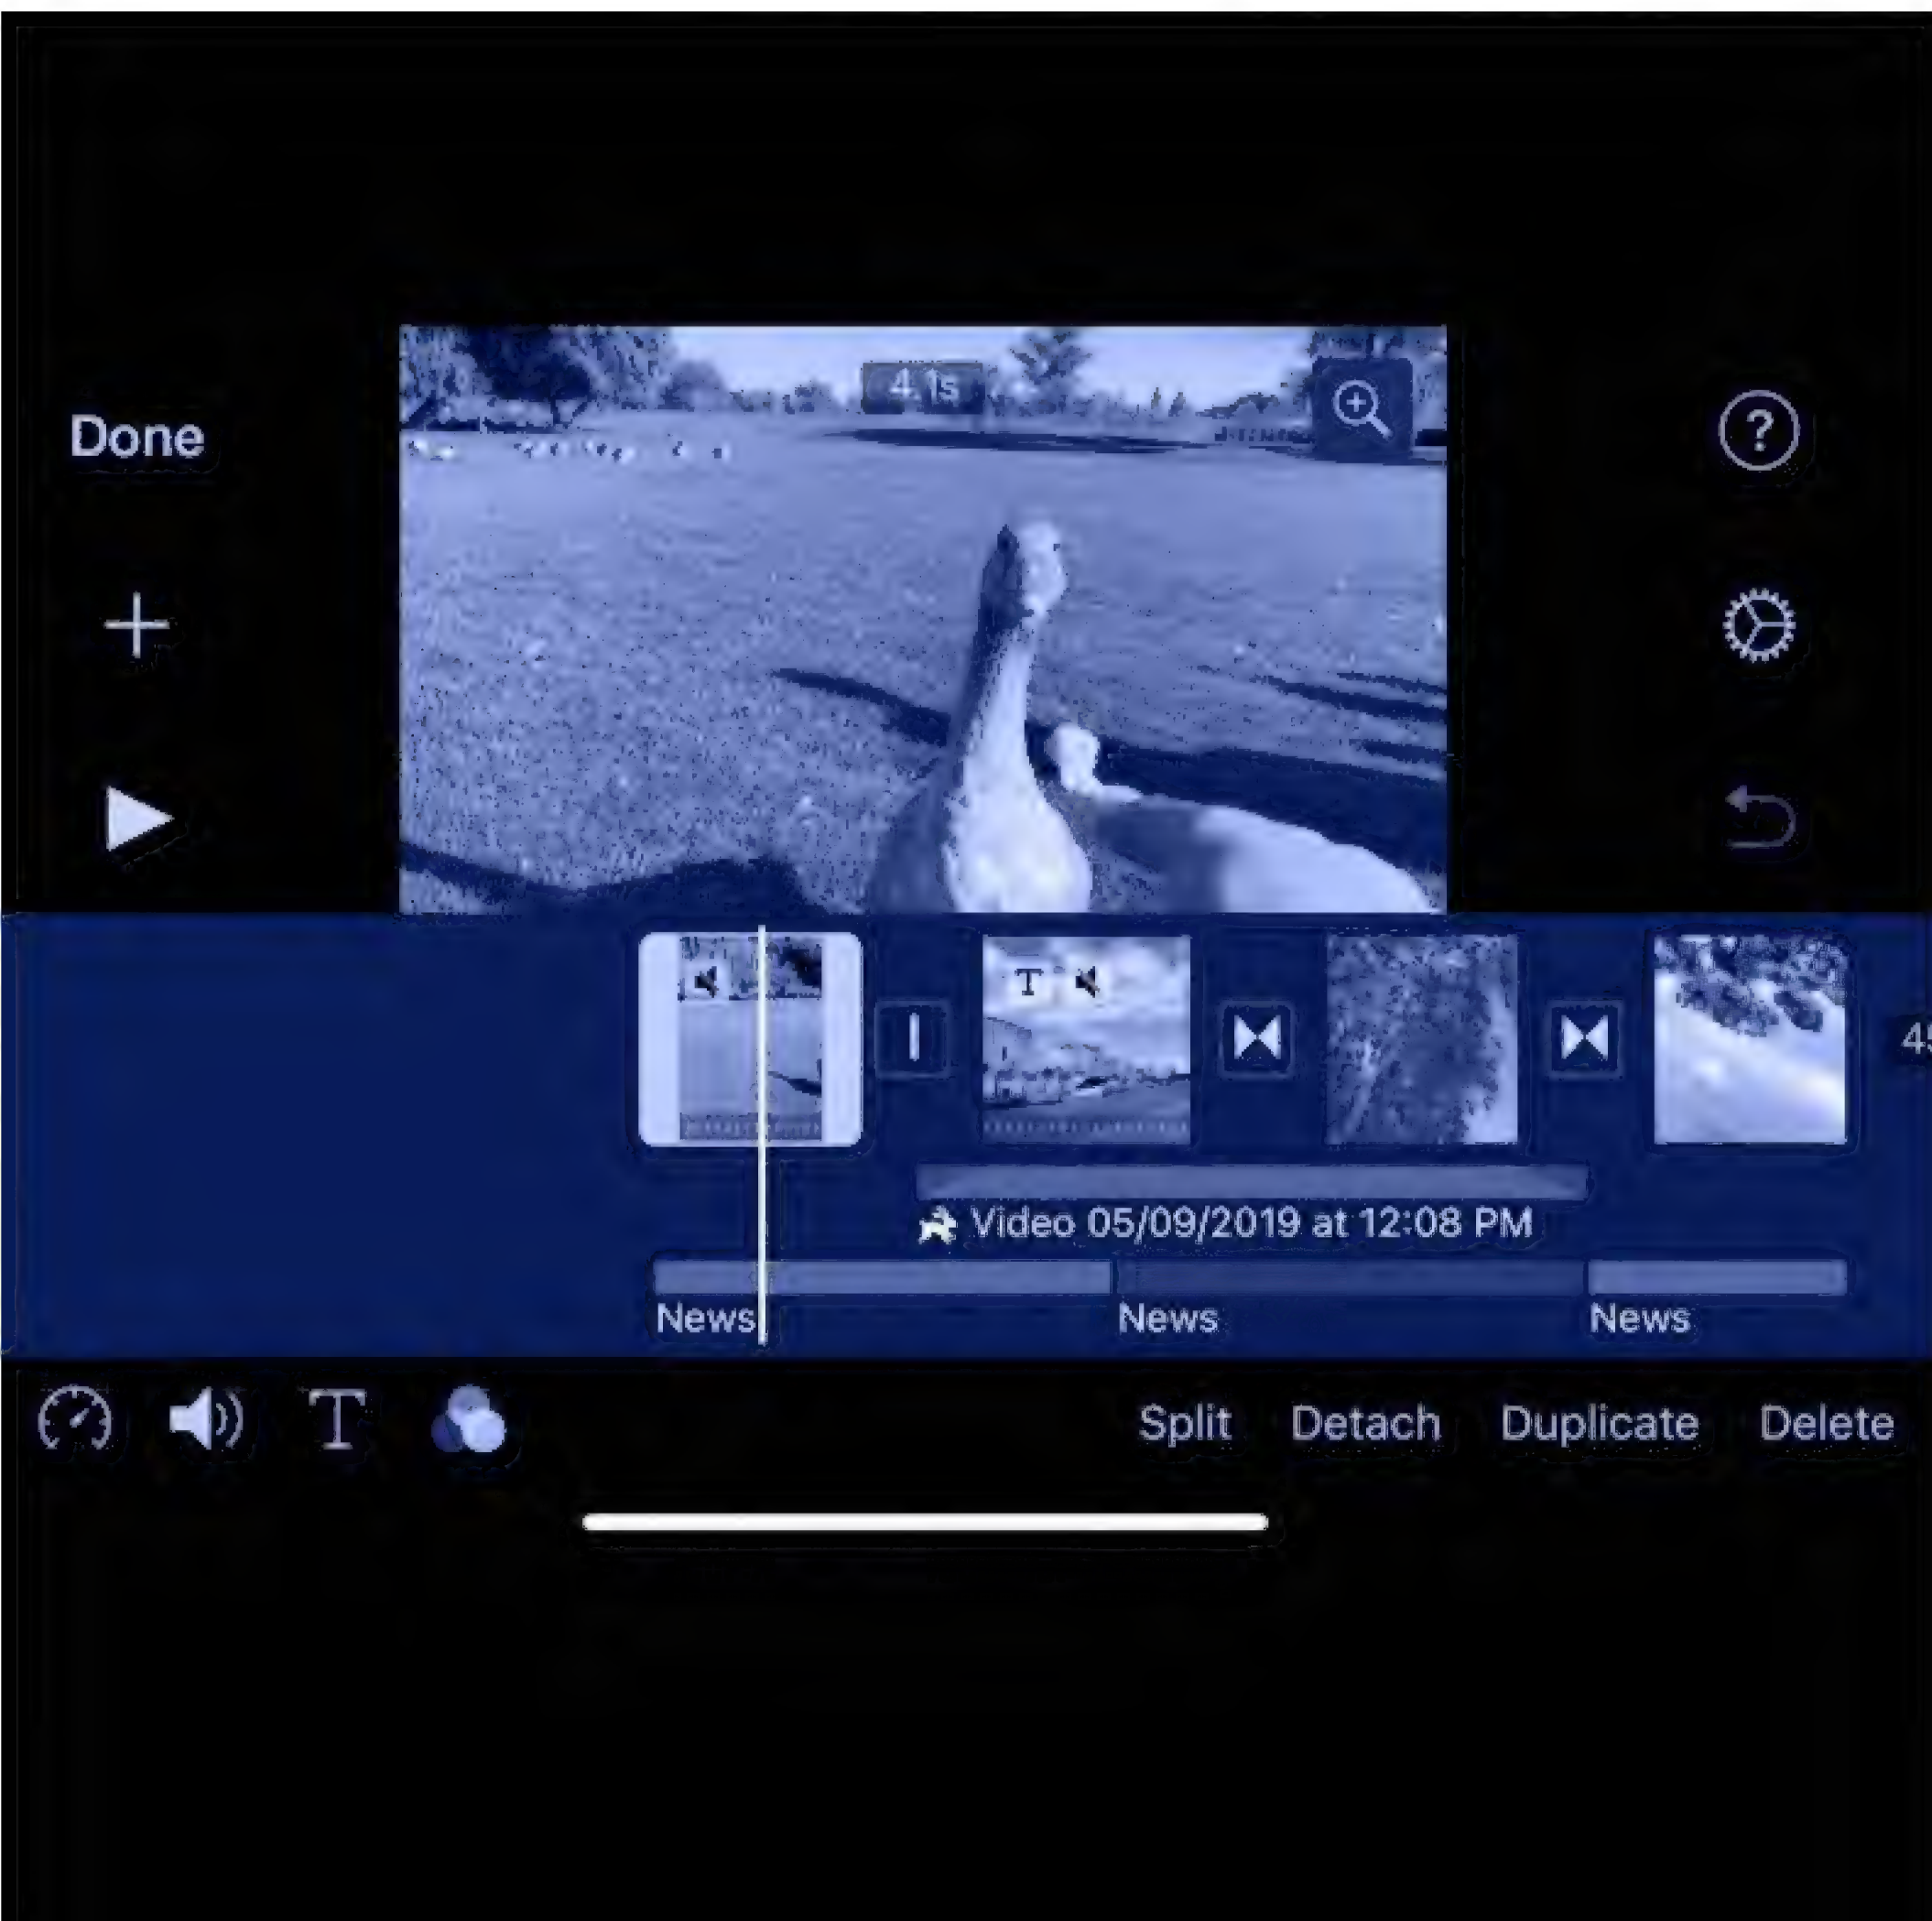 4.1s
Done
?
T
Video 05/09/2019 at 12:08 PM
News News News
T Split Detach Duplicate Delete